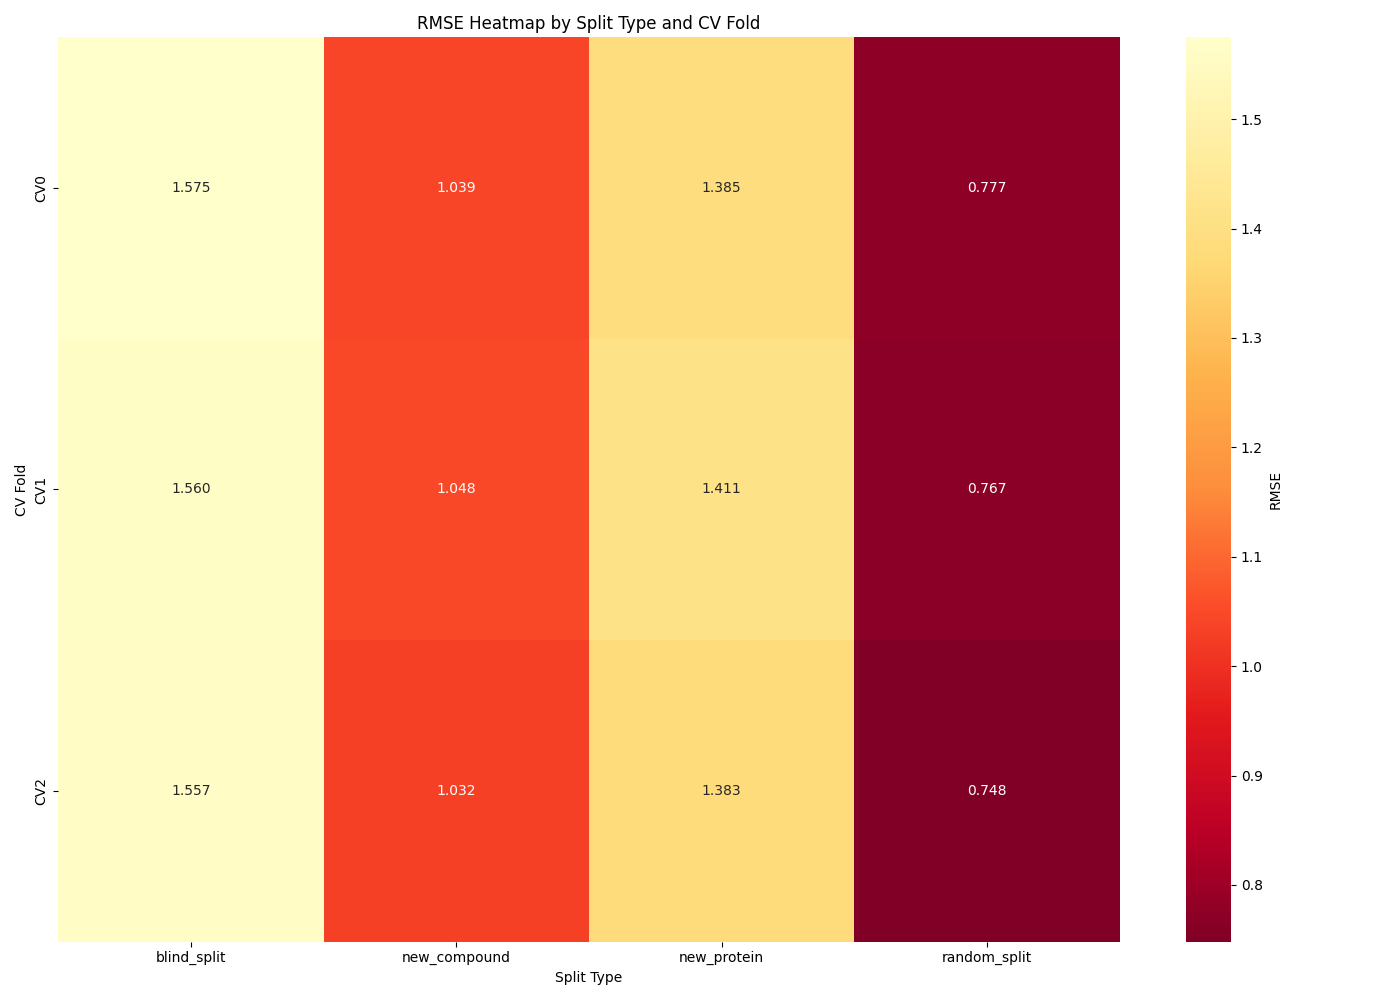 RMSE Heatmap by Split Type and CV Fold
CV Fold
CV0
1.575 1.039 1.385 0.777
CV1
1.560 1.048 1.411 0.767
CV2
1.557 1.032 1.383 0.748
blind_split new_compound new_protein random_split
Split Type
1.5
1.4
1.3
1.2
1.1
1.0
0.9
0.8
RMSE